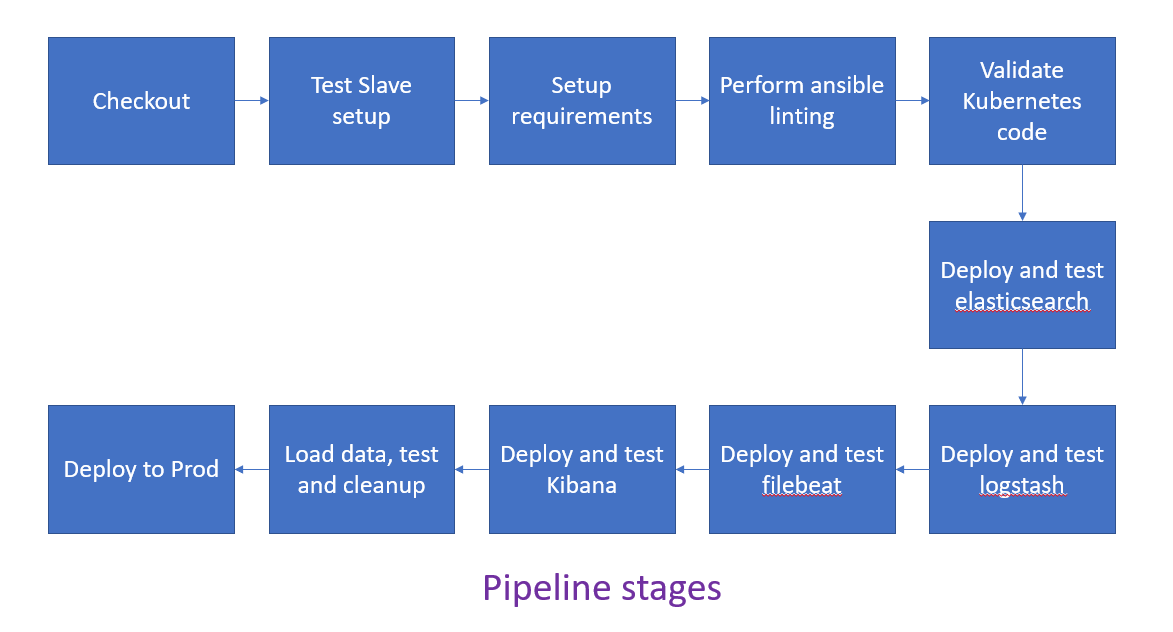 Checkout
Test Slave
setup
Setup
requirements
Perform ansible
linting
Validate
Kubernetes
code
Deploy and test
elasticsearch
Deploy and test
logstash
Deploy and test
filebeat
Deploy and test
Kibana
Load data, test
and cleanup
Deploy to Prod
Pipeline stages